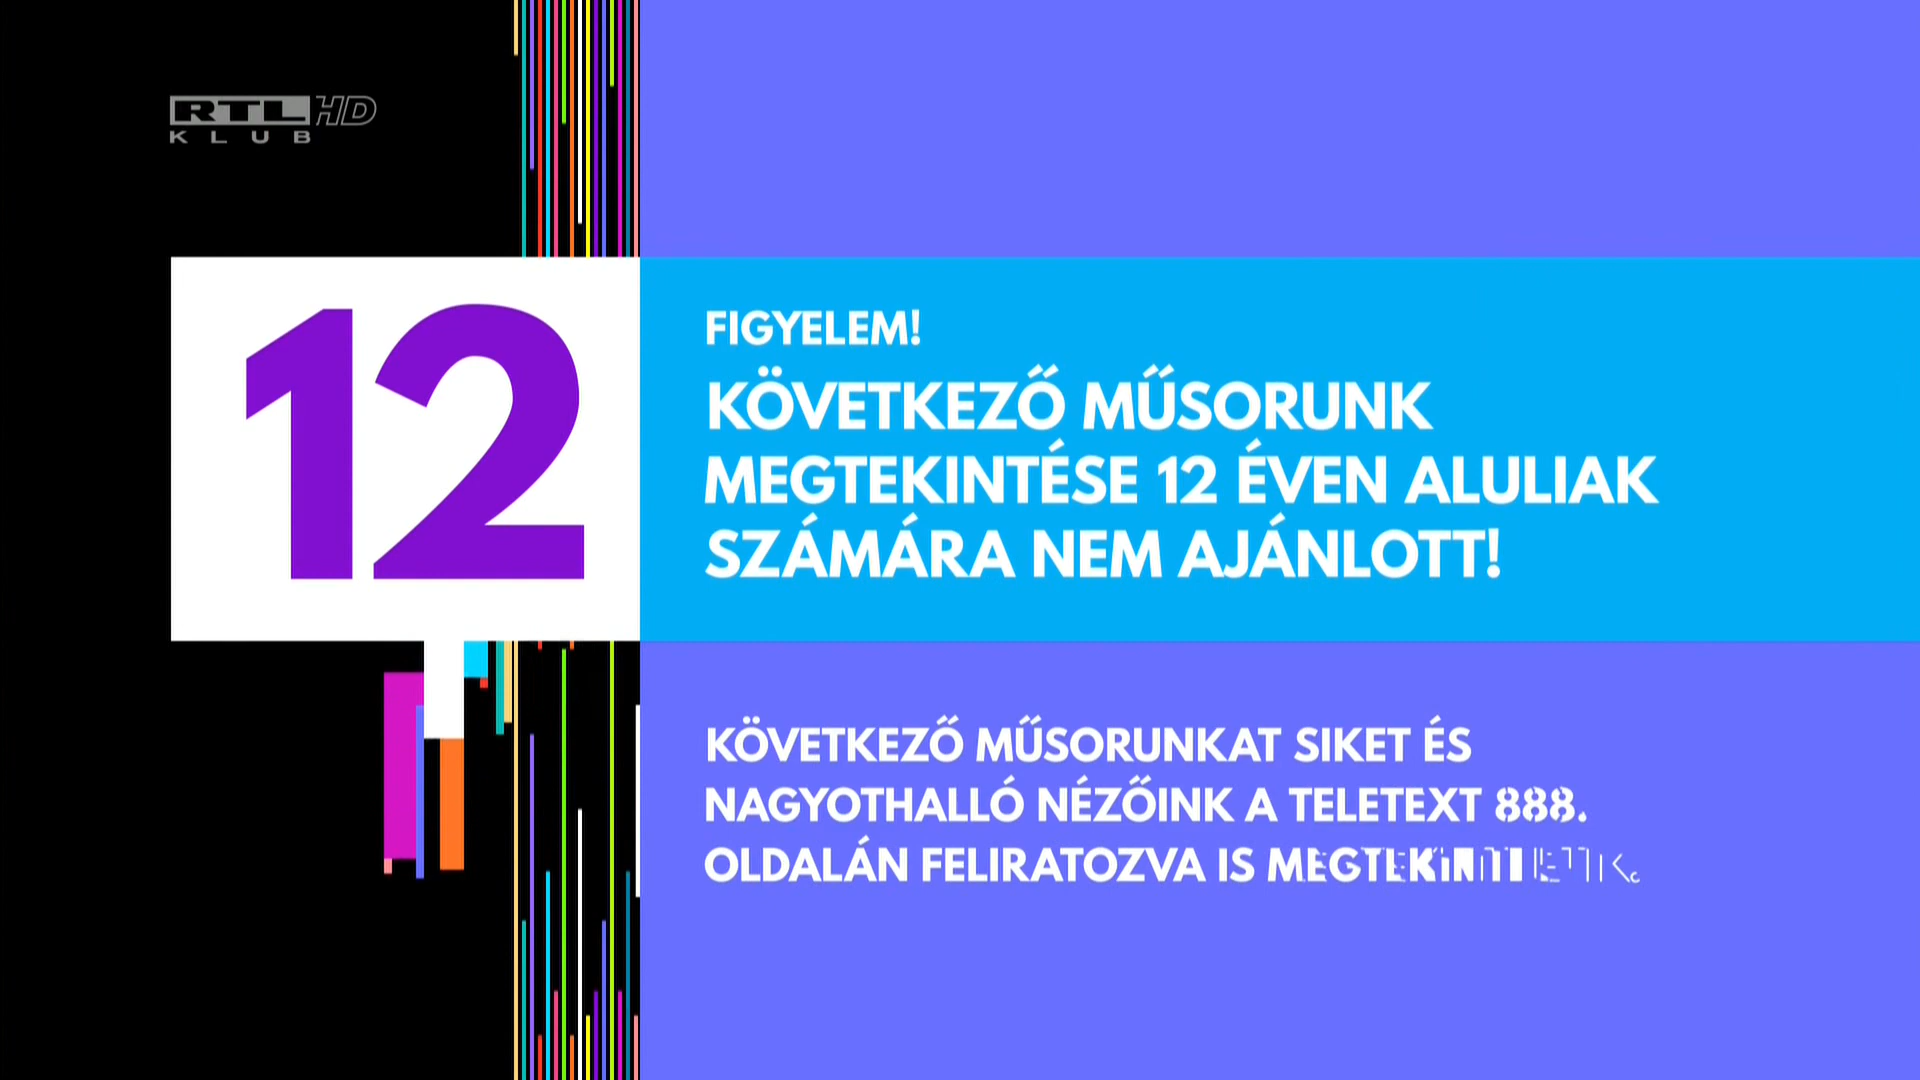 RTL HD
KLUB
12
FIGYELEM!
KÖVETKEZŐ MŰSORUNK
MEGTEKINTÉSE 12 ÉVEN ALULIAK
SZÁMÁRA NEM AJÁNLOTT!
KÖVETKEZŐ MŰSORUNKAT SIKET ÉS
NAGYOTHALLÓ NÉZŐINK A TELETEXT 888.
OLDALÁN FELIRATOZVA IS